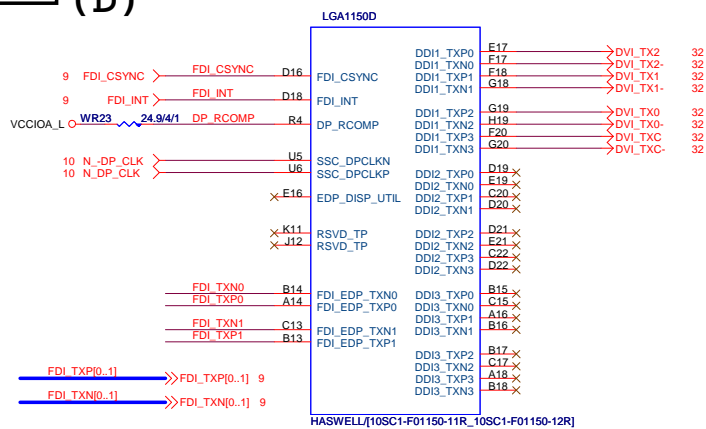 (D)
LGA1150D
9 FDI_CSYNC FDI_CSYNC D16 FDI_CSYNC
9 FDI_INT FDI_INT D18 FDI_INT
VCCIOA_L WR23 24.9/4/1 DP_RCOMP R4 DP_RCOMP
10 N_-DP_CLK U5 SSC_DPCLKN
10 N_DP_CLK U6 SSC_DPCLKP
E16 EDP_DISP_UTIL
K11 RSVD_TP
J12 RSVD_TP
FDI_TXN0 B14 FDI_EDP_TXN0
FDI_TXP0 A14 FDI_EDP_TXP0
FDI_TXN1 C13 FDI_EDP_TXN1
FDI_TXP1 B13 FDI_EDP_TXP1
FDI_TXP[0..1] FDI_TXP[0..1] 9
FDI_TXN[0..1] FDI_TXN[0..1] 9
DDI1_TXP0 E17 DVI_TX2 32
DDI1_TXN0 F17 DVI_TX2- 32
DDI1_TXP1 F18 DVI_TX1 32
DDI1_TXN1 G18 DVI_TX1- 32
DDI1_TXP2 G19 DVI_TX0 32
DDI1_TXN2 H19 DVI_TX0- 32
DDI1_TXP3 F20 DVI_TXC 32
DDI1_TXN3 G20 DVI_TXC- 32
DDI2_TXP0 D19
DDI2_TXN0 E19
DDI2_TXP1 C20
DDI2_TXN1 D20
DDI2_TXP2 D21
DDI2_TXN2 E21
DDI2_TXP3 C22
DDI2_TXN3 D22
DDI3_TXP0 B15
DDI3_TXN0 C15
DDI3_TXP1 A16
DDI3_TXN1 B16
DDI3_TXP2 B17
DDI3_TXN2 C17
DDI3_TXP3 A18
DDI3_TXN3 B18
HASWELL/[10SC1-F01150-11R_10SC1-F01150-12R]